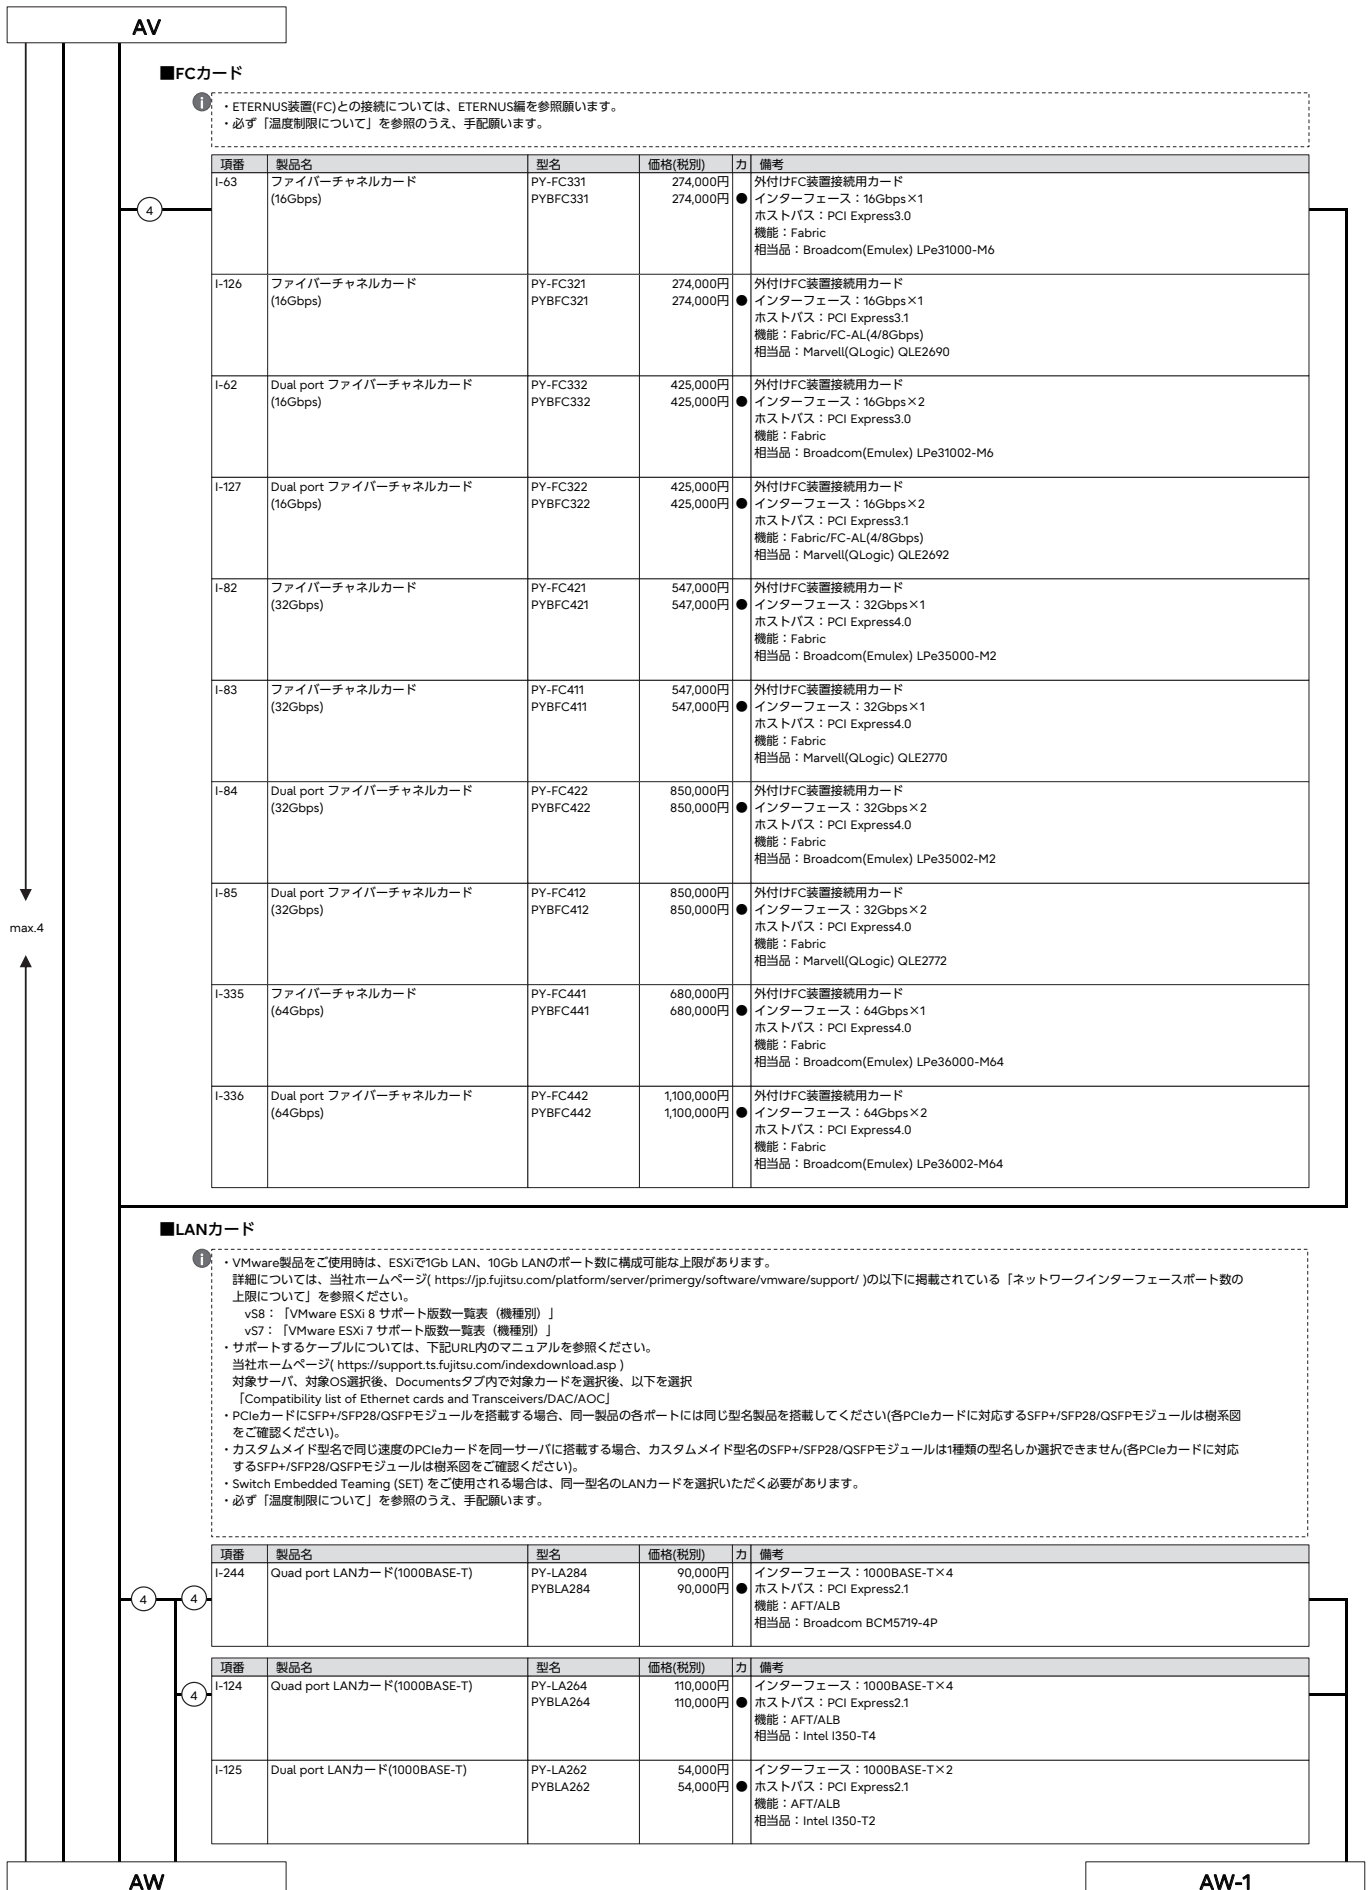 AV
■FCカード
・ETERNUS装置(FC)との接続については、ETERNUS編を参照願います。
・必ず「温度制限について」を参照のうえ、手配願います。
項番 製品名 型名 価格(税別) カ 備考
I-63 ファイバーチャネルカード PY-FC331 274,000円 外付けFC装置接続用カード
(16Gbps) PYBFC331 274,000円 ● インターフェース：16Gbps×1
ホストバス：PCI Express3.0
機能：Fabric
相当品：Broadcom(Emulex) LPe31000-M6
4
I-126 ファイバーチャネルカード PY-FC321 274,000円 外付けFC装置接続用カード
(16Gbps) PYBFC321 274,000円 ● インターフェース：16Gbps×1
ホストバス：PCI Express3.1
機能：Fabric/FC-AL(4/8Gbps)
相当品：Marvell(QLogic) QLE2690
I-62 Dual port ファイバーチャネルカード PY-FC332 425,000円 外付けFC装置接続用カード
(16Gbps) PYBFC332 425,000円 ● インターフェース：16Gbps×2
ホストバス：PCI Express3.0
機能：Fabric
相当品：Broadcom(Emulex) LPe31002-M6
I-127 Dual port ファイバーチャネルカード PY-FC322 425,000円 外付けFC装置接続用カード
(16Gbps) PYBFC322 425,000円 ● インターフェース：16Gbps×2
ホストバス：PCI Express3.1
機能：Fabric/FC-AL(4/8Gbps)
相当品：Marvell(QLogic) QLE2692
I-82 ファイバーチャネルカード PY-FC421 547,000円 外付けFC装置接続用カード
(32Gbps) PYBFC421 547,000円 ● インターフェース：32Gbps×1
ホストバス：PCI Express4.0
機能：Fabric
相当品：Broadcom(Emulex) LPe35000-M2
I-83 ファイバーチャネルカード PY-FC411 547,000円 外付けFC装置接続用カード
(32Gbps) PYBFC411 547,000円 ● インターフェース：32Gbps×1
ホストバス：PCI Express4.0
機能：Fabric
相当品：Marvell(QLogic) QLE2770
I-84 Dual port ファイバーチャネルカード PY-FC422 850,000円 外付けFC装置接続用カード
(32Gbps) PYBFC422 850,000円 ● インターフェース：32Gbps×2
ホストバス：PCI Express4.0
機能：Fabric
相当品：Broadcom(Emulex) LPe35002-M2
I-85 Dual port ファイバーチャネルカード PY-FC412 850,000円 外付けFC装置接続用カード
(32Gbps) PYBFC412 850,000円 ● インターフェース：32Gbps×2
ホストバス：PCI Express4.0
機能：Fabric
相当品：Marvell(QLogic) QLE2772
max.4
I-335 ファイバーチャネルカード PY-FC441 680,000円 外付けFC装置接続用カード
(64Gbps) PYBFC441 680,000円 ● インターフェース：64Gbps×1
ホストバス：PCI Express4.0
機能：Fabric
相当品：Broadcom(Emulex) LPe36000-M64
I-336 Dual port ファイバーチャネルカード PY-FC442 1,100,000円 外付けFC装置接続用カード
(64Gbps) PYBFC442 1,100,000円 ● インターフェース：64Gbps×2
ホストバス：PCI Express4.0
機能：Fabric
相当品：Broadcom(Emulex) LPe36002-M64
■LANカード
・VMware製品をご使用時は、ESXiで1Gb LAN、10Gb LANのポート数に構成可能な上限があります。
詳細については、当社ホームページ( https://jp.fujitsu.com/platform/server/primergy/software/vmware/support/ )の以下に掲載されている「ネットワークインターフェースポート数の
上限について」を参照ください。
vS8：「VMware ESXi 8 サポート版数一覧表（機種別）」
vS7：「VMware ESXi 7 サポート版数一覧表（機種別）」
・サポートするケーブルについては、下記URL内のマニュアルを参照ください。
当社ホームページ( https://support.ts.fujitsu.com/indexdownload.asp )
対象サーバ、対象OS選択後、Documentsタブ内で対象カードを選択後、以下を選択
「Compatibility list of Ethernet cards and Transceivers/DAC/AOC」
・PCIeカードにSFP+/SFP28/QSFPモジュールを搭載する場合、同一製品の各ポートには同じ型名製品を搭載してください(各PCIeカードに対応するSFP+/SFP28/QSFPモジュールは樹系図
をご確認ください)。
・カスタムメイド型名で同じ速度のPCIeカードを同一サーバに搭載する場合、カスタムメイド型名のSFP+/SFP28/QSFPモジュールは1種類の型名しか選択できません(各PCIeカードに対応
するSFP+/SFP28/QSFPモジュールは樹系図をご確認ください)。
・Switch Embedded Teaming (SET) をご使用される場合は、同一型名のLANカードを選択いただく必要があります。
・必ず「温度制限について」を参照のうえ、手配願います。
項番 製品名 型名 価格(税別) カ 備考
I-244 Quad port LANカード(1000BASE-T) PY-LA284 90,000円 インターフェース：1000BASE-T×4
PYBLA284 90,000円 ● ホストバス：PCI Express2.1
機能：AFT/ALB
相当品：Broadcom BCM5719-4P
4 4
項番 製品名 型名 価格(税別) カ 備考
I-124 Quad port LANカード(1000BASE-T) PY-LA264 110,000円 インターフェース：1000BASE-T×4
PYBLA264 110,000円 ● ホストバス：PCI Express2.1
機能：AFT/ALB
相当品：Intel I350-T4
4
I-125 Dual port LANカード(1000BASE-T) PY-LA262 54,000円 インターフェース：1000BASE-T×2
PYBLA262 54,000円 ● ホストバス：PCI Express2.1
機能：AFT/ALB
相当品：Intel I350-T2
AW AW-1